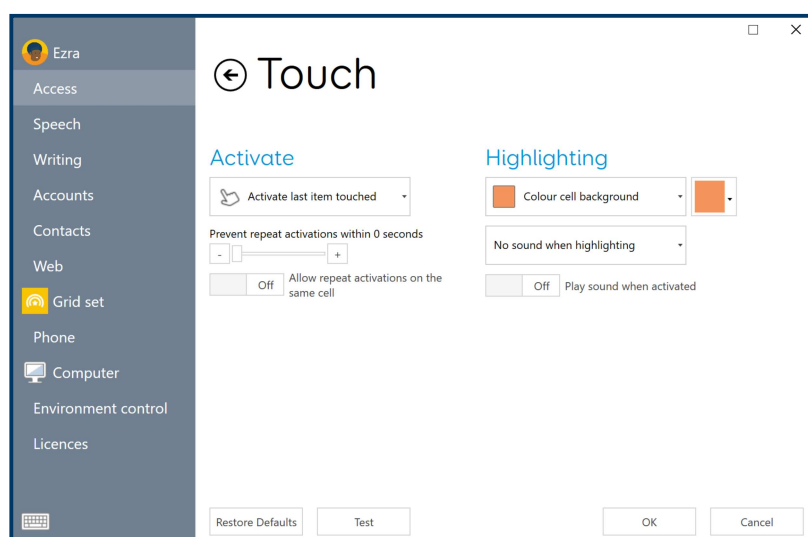 Ezra
Access
Speech
Writing
Accounts
Contacts
Web
Grid set
Phone
Computer
Environment control
Licences
Touch
Activate
Activate last item touched
Prevent repeat activations within 0 seconds
- +
Off Allow repeat activations on the
same cell
Highlighting
Colour cell background
No sound when highlighting
Off Play sound when activated
Restore Defaults Test OK Cancel